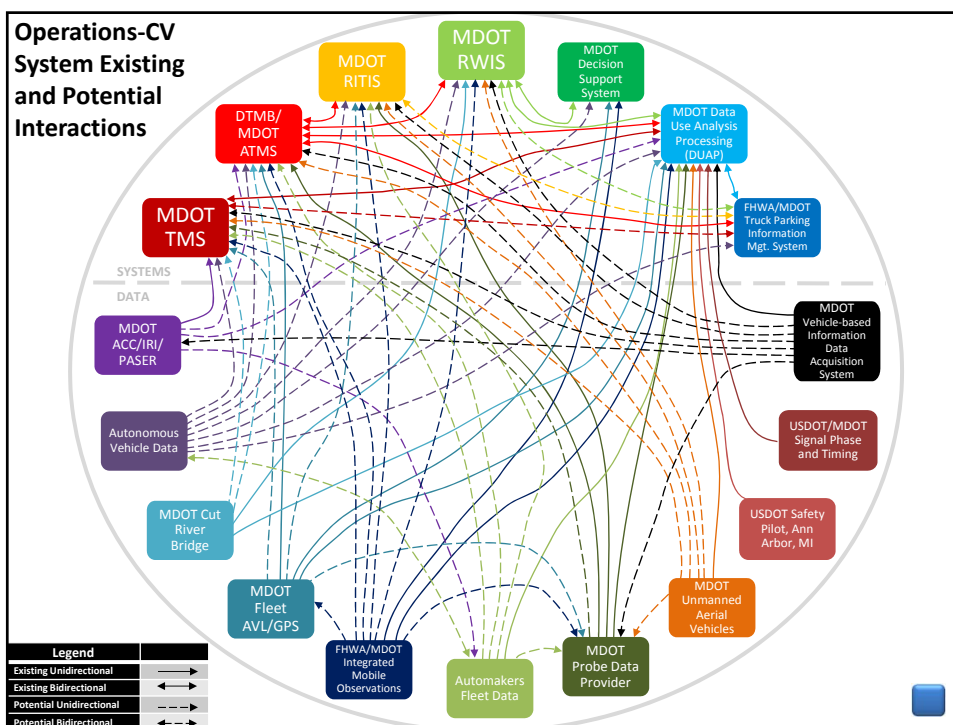 Operations-CV
System Existing
and Potential
Interactions
MDOT
RITIS
MDOT
RWIS
MDOT
Decision
Support
System
DTMB/
MDOT
ATMS
MDOT Data
Use Analysis
Processing
(DUAP)
MDOT
TMS
FHWA/MDOT
Truck Parking
Information
Mgt. System
SYSTEMS
DATA
MDOT
ACC/IRI/
PASER
MDOT
Vehicle-based
Information
Data
Acquisition
System
Autonomous
Vehicle Data
USDOT/MDOT
Signal Phase
and Timing
MDOT Cut
River
Bridge
USDOT Safety
Pilot, Ann
Arbor, MI
MDOT
Fleet
AVL/GPS
MDOT
Unmanned
Aerial
Vehicles
FHWA/MDOT
Integrated
Mobile
Observations
Automakers
Fleet Data
MDOT
Probe Data
Provider
Legend
Existing Unidirectional
Existing Bidirectional
Potential Unidirectional
Potential Bidirectional